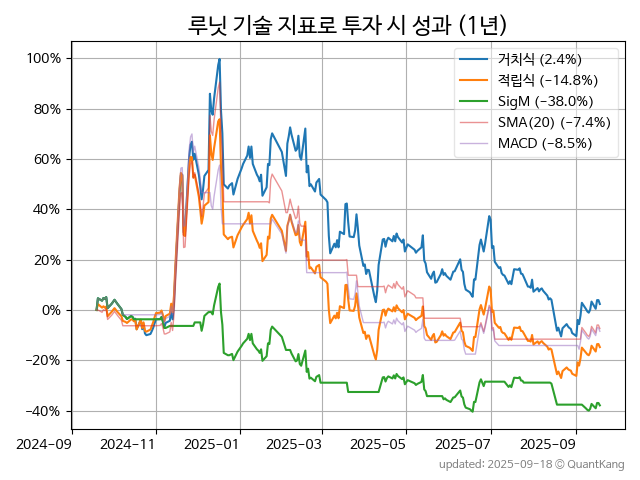 루닛 기술 지표로 투자 시 성과 (1년)
100%
80%
60%
40%
20%
0%
−20%
−40%
거치식 (2.4%)
적립식 (−14.8%)
SigM (−38.0%)
SMA(20) (−7.4%)
MACD (−8.5%)
2024-09
2024-11
2025-01
2025-03
2025-05
2025-07
2025-09
updated: 2025-09-18 © QuantKang